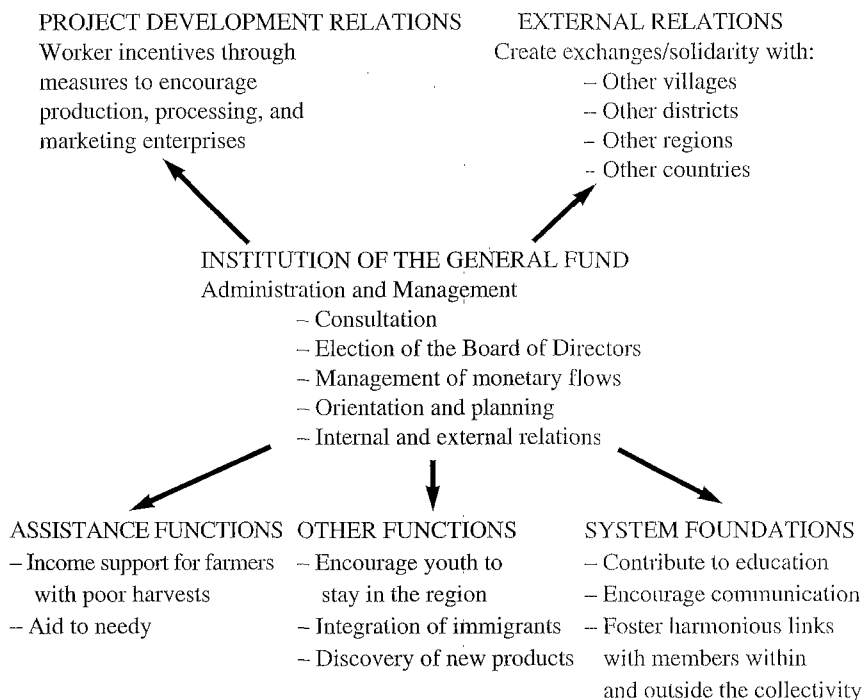 PROJECT DEVELOPMENT RELATIONS
Worker incentives through
measures to encourage
production, processing, and
marketing enterprises
EXTERNAL RELATIONS
Create exchanges/solidarity with:
– Other villages
– Other districts
– Other regions
– Other countries
INSTITUTION OF THE GENERAL FUND
Administration and Management
– Consultation
– Election of the Board of Directors
– Management of monetary flows
– Orientation and planning
– Internal and external relations
ASSISTANCE FUNCTIONS
– Income support for farmers
with poor harvests
– Aid to needy
OTHER FUNCTIONS
– Encourage youth to
stay in the region
– Integration of immigrants
– Discovery of new products
SYSTEM FOUNDATIONS
– Contribute to education
– Encourage communication
– Foster harmonious links
with members within
and outside the collectivity